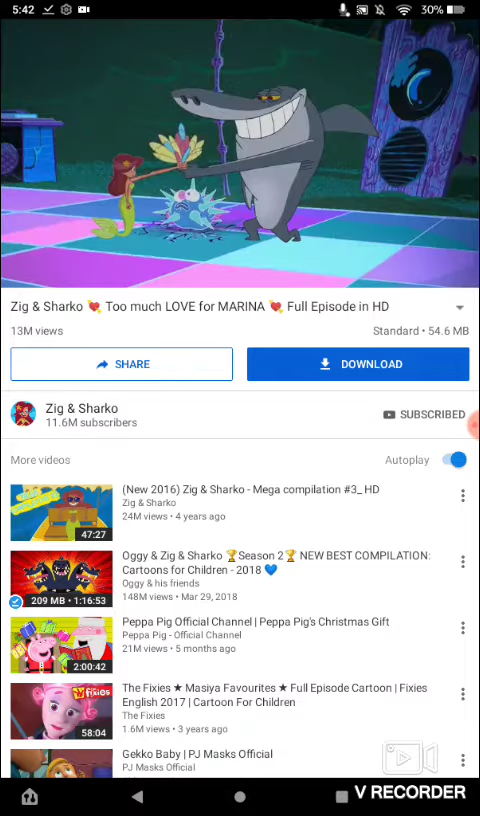 5:42
30%
Zig & Sharko 💘 Too much LOVE for MARINA 💘 Full Episode in HD
13M views
Standard • 54.6 MB
SHARE
DOWNLOAD
Zig & Sharko
11.6M subscribers
SUBSCRIBED
More videos
Autoplay
(New 2016) Zig & Sharko - Mega compilation #3_ HD
Zig & Sharko
24M views • 4 years ago
47:27
Oggy & Zig & Sharko 🏆Season 2🏆 NEW BEST COMPILATION:
Cartoons for Children - 2018 💙
Oggy & his friends
148M views • Mar 29, 2018
209 MB • 1:16:53
Peppa Pig Official Channel | Peppa Pig's Christmas Gift
Peppa Pig - Official Channel
21M views • 5 months ago
2:00:42
The Fixies ★ Masiya Favourites ★ Full Episode Cartoon | Fixies
English 2017 | Cartoon For Children
The Fixies
1.6M views • 3 years ago
fixies
58:04
Gekko Baby | PJ Masks Official
PJ Masks Official
V RECORDER